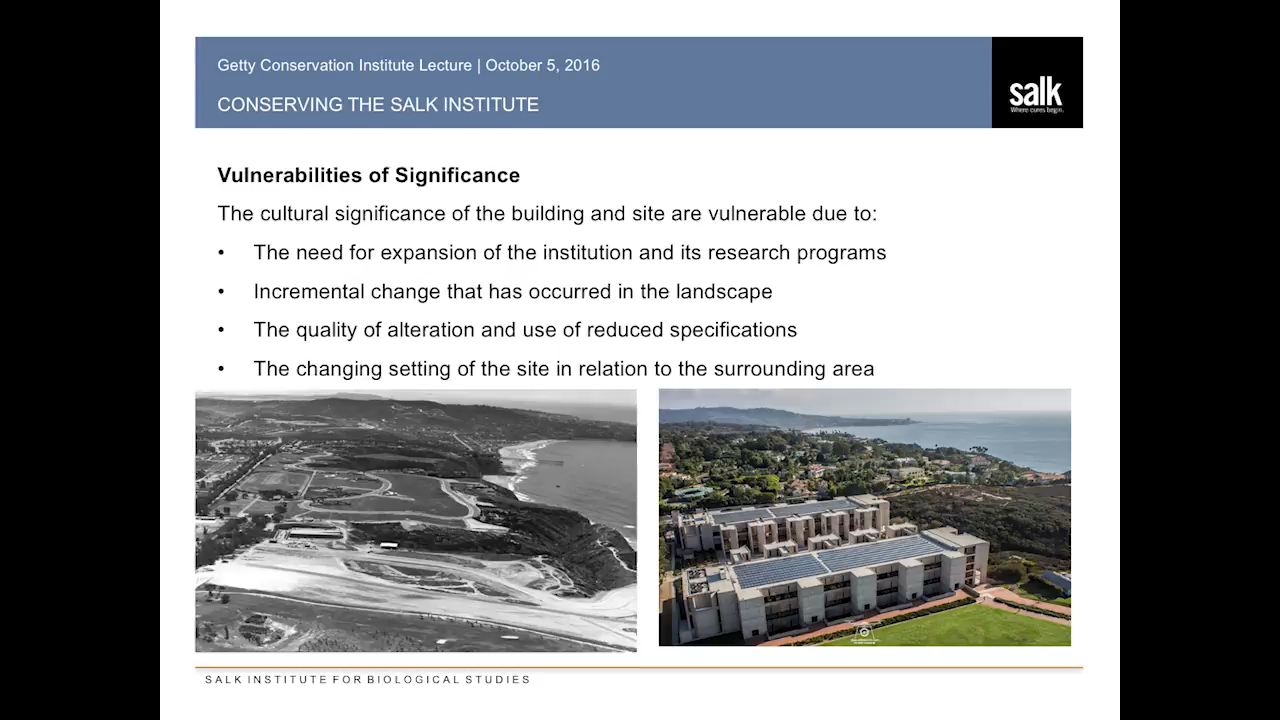 Getty Conservation Institute Lecture | October 5, 2016
CONSERVING THE SALK INSTITUTE
salk
Where cures begin.
Vulnerabilities of Significance
The cultural significance of the building and site are vulnerable due to:
• The need for expansion of the institution and its research programs
• Incremental change that has occurred in the landscape
• The quality of alteration and use of reduced specifications
• The changing setting of the site in relation to the surrounding area
SALK INSTITUTE FOR BIOLOGICAL STUDIES